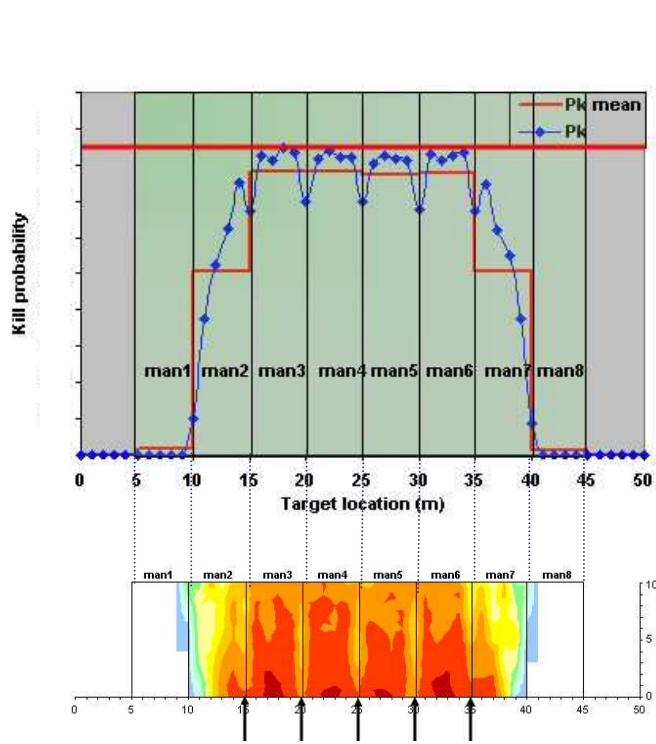 Pk mean
Pk
Kill probability
man1 man2 man3 man4 man5 man6 man7 man8
0 5 10 15 20 25 30 35 40 45 50
Target location (m)
man1 man2 man3 man4 man5 man6 man7 man8
10
5
0
0 5 10 15 20 25 30 35 40 45 50